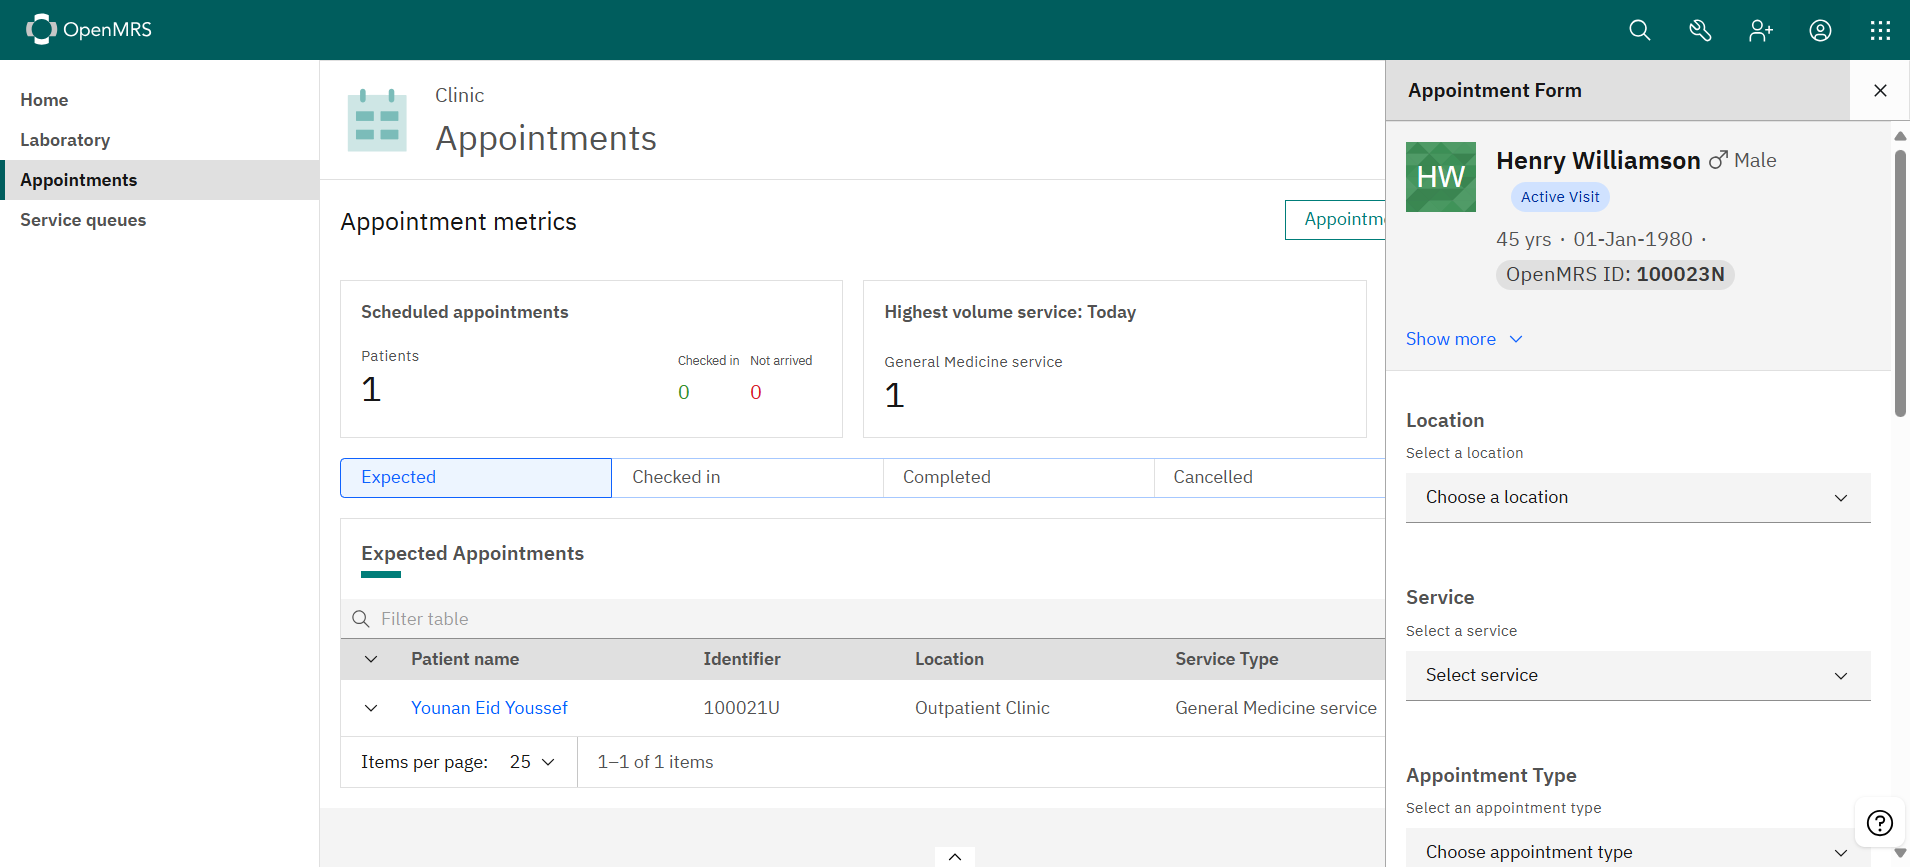 OpenMRS
Home
Laboratory
Appointments
Service queues
Clinic
Appointments
Appointment metrics
Scheduled appointments
Patients
1
Checked in
0
Not arrived
0
Highest volume service: Today
General Medicine service
1
Expected
Checked in
Completed
Cancelled
Expected Appointments
Filter table
Patient name Identifier Location Service Type
Younan Eid Youssef 100021U Outpatient Clinic General Medicine service
Items per page: 25 1–1 of 1 items
Appointment Form
HW
Henry Williamson Male
Active Visit
45 yrs · 01-Jan-1980 ·
OpenMRS ID: 100023N
Show more
Location
Select a location
Choose a location
Service
Select a service
Select service
Appointment Type
Select an appointment type
Choose appointment type